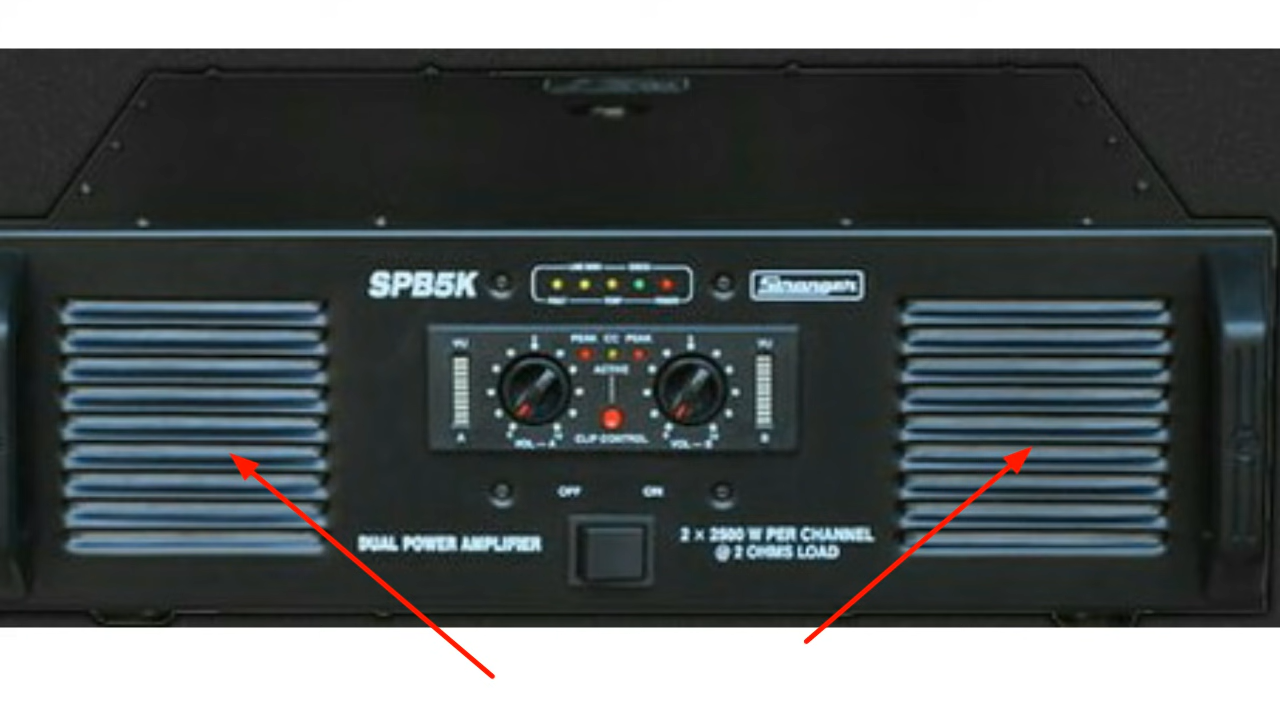 SPB5K
Stranger
VU
PEAK CC PEAK
VU
ACTIVE
A
VOL — A
CLIP CONTROL
VOL — B
B
OFF
ON
DUAL POWER AMPLIFIER
2 × 2500 W PER CHANNEL
@ 2 OHMS LOAD